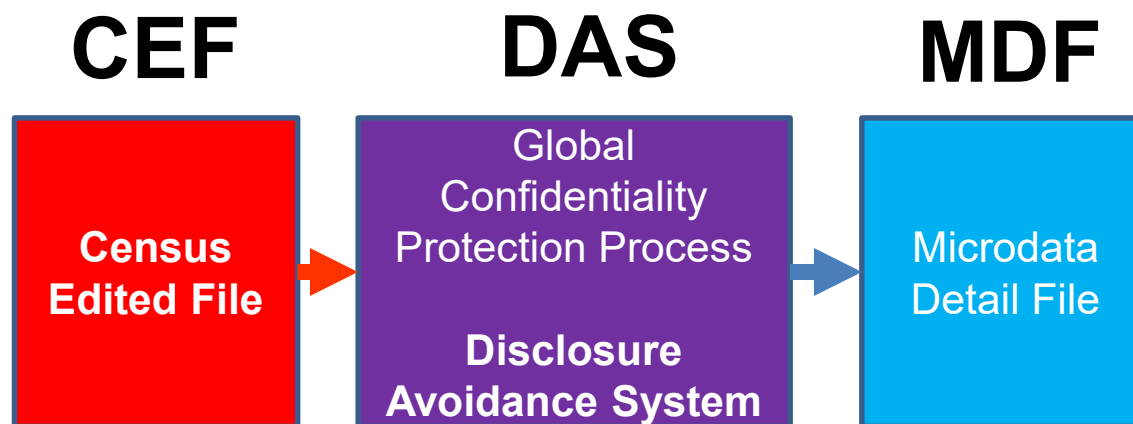 CEF
DAS
MDF
Census
Edited File
Global
Confidentiality
Protection Process
Disclosure
Avoidance System
Microdata
Detail File